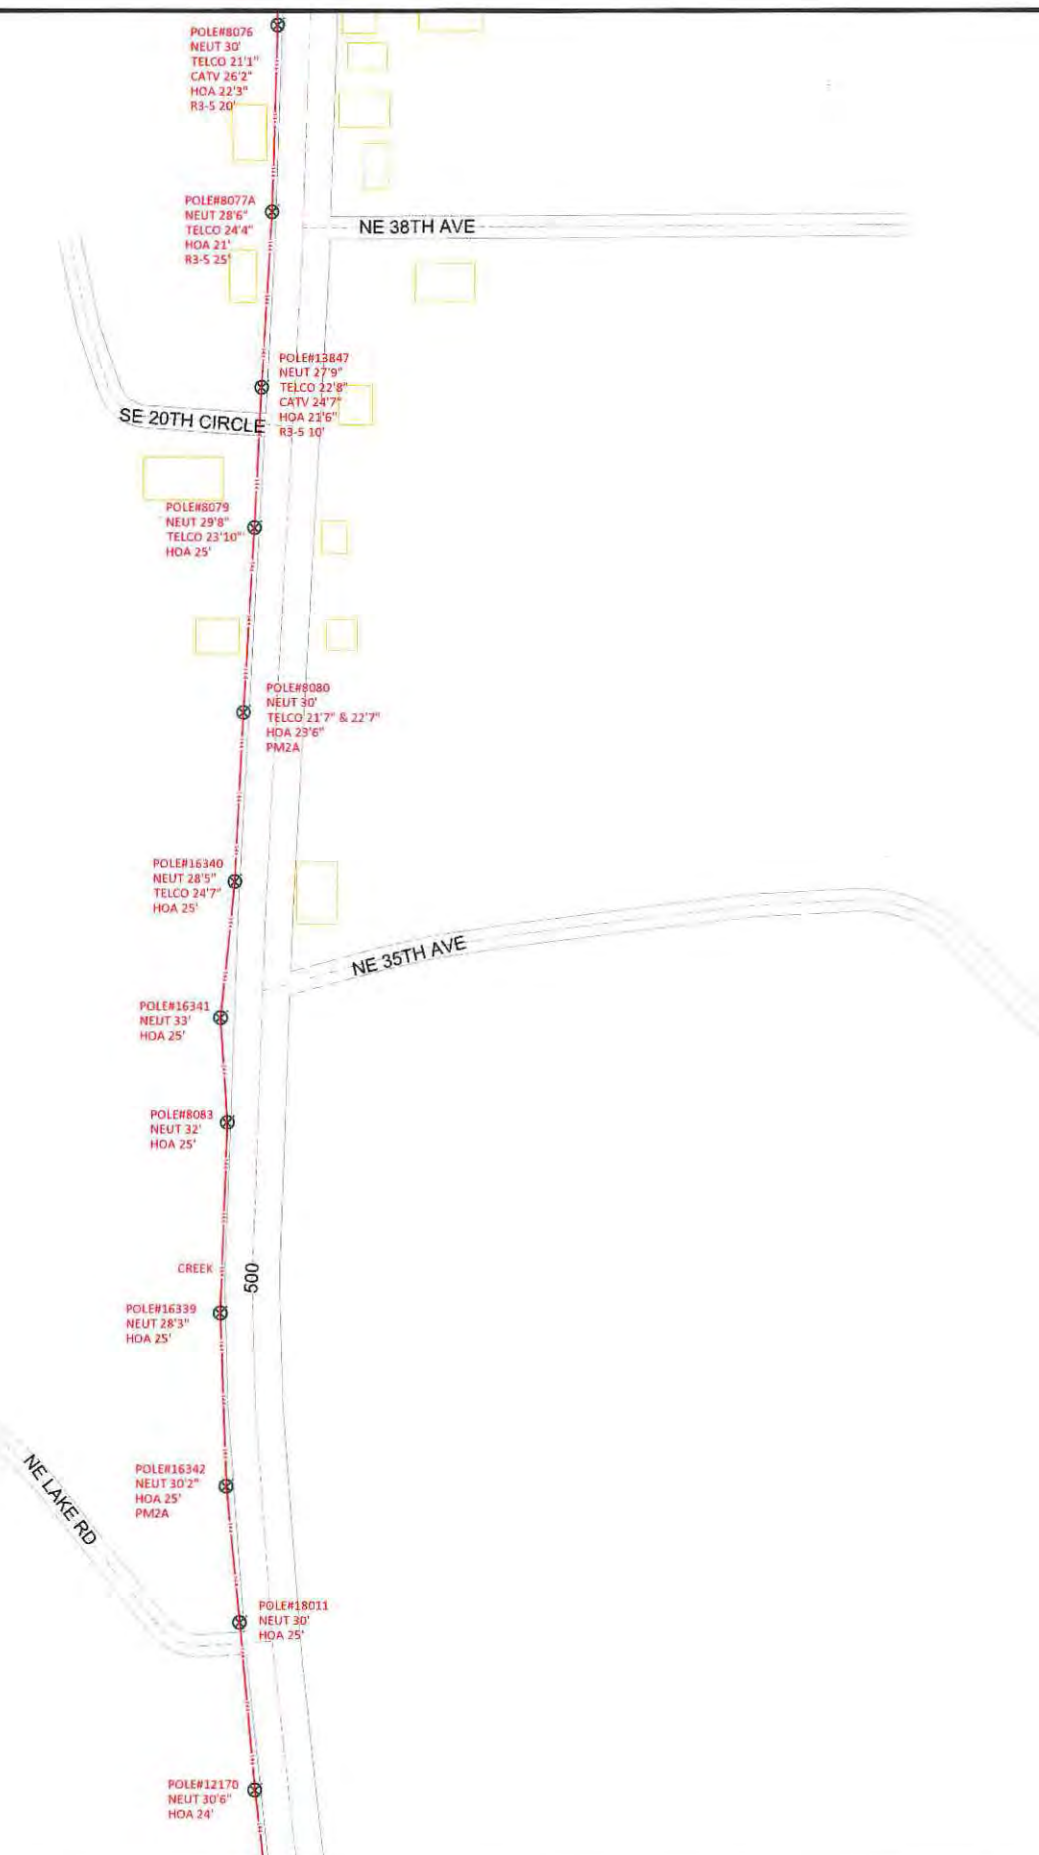 POLE#8076
NEUT 30'
TELCO 21'1"
CATV 26'2"
HOA 22'3"
R3-5 20'
POLE#8077A
NEUT 28'6"
TELCO 24'4"
HOA 21'
R3-5 25'
NE 38TH AVE
POLE#13847
NEUT 27'9"
TELCO 22'8"
CATV 24'7"
HOA 21'6"
R3-5 10'
SE 20TH CIRCLE
POLE#8079
NEUT 29'8"
TELCO 23'10"
HOA 25'
POLE#8080
NEUT 30'
TELCO 21'7" & 22'7"
HOA 23'6"
PM2A
POLE#16340
NEUT 28'5"
TELCO 24'7"
HOA 25'
NE 35TH AVE
POLE#16341
NEUT 33'
HOA 25'
POLE#8083
NEUT 32'
HOA 25'
CREEK
500
POLE#16339
NEUT 28'3"
HOA 25'
NE LAKE RD
POLE#16342
NEUT 30'2"
HOA 25'
PM2A
POLE#18011
NEUT 30'
HOA 25'
POLE#12170
NEUT 30'6"
HOA 24'